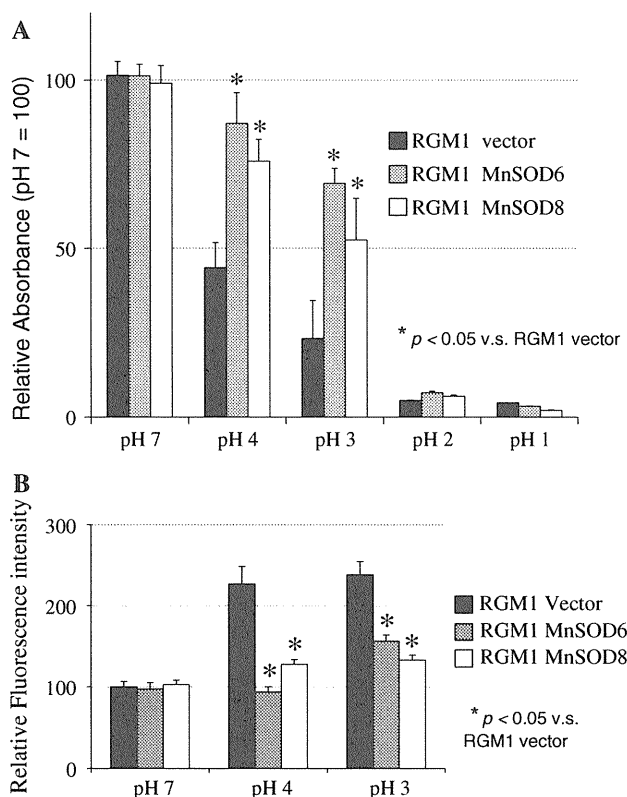 A
Relative Absorbance (pH 7 = 100)
100
50
0
* *
* *
RGM1 vector
RGM1 MnSOD6
RGM1 MnSOD8
* p < 0.05 v.s. RGM1 vector
pH 7 pH 4 pH 3 pH 2 pH 1
B
Relative Fluorescence intensity
300
200
100
0
* *
* *
RGM1 Vector
RGM1 MnSOD6
RGM1 MnSOD8
* p < 0.05 v.s.
RGM1 vector
pH 7 pH 4 pH 3